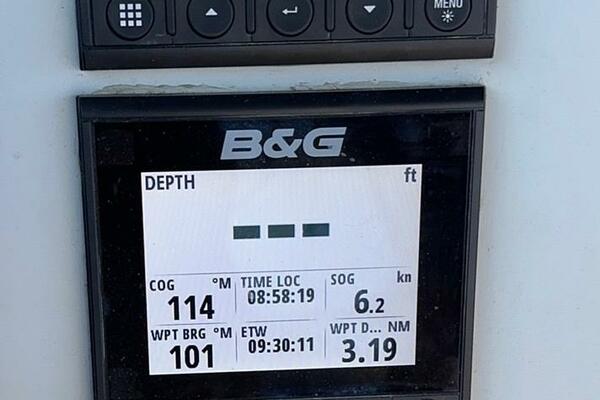 MENU
B&G
DEPTH ft
---
COG °M TIME LOC SOG kn
114 08:58:19 6.2
WPT BRG °M ETW WPT D... NM
101 09:30:11 3.19